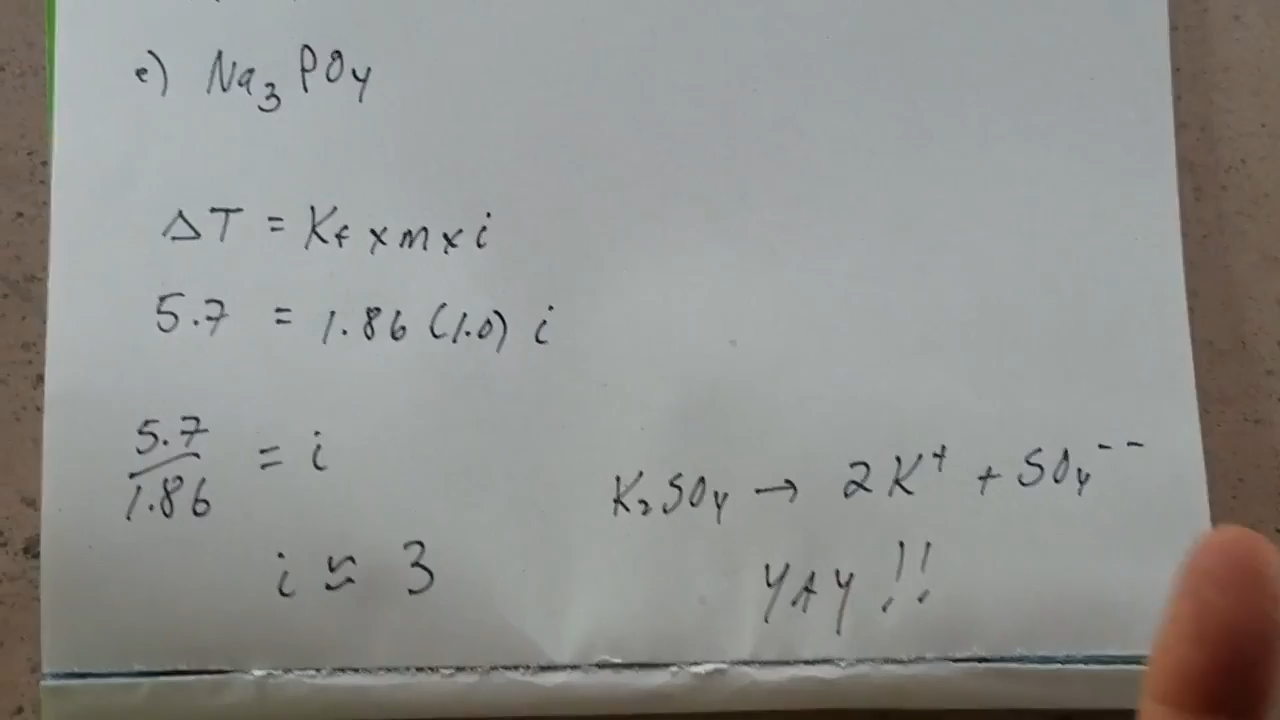 e) Na₃PO₄
ΔT = Kf x m x i
5.7 = 1.86 (1.0) i
5.7/1.86 = i
i ≈ 3
K₂SO₄ → 2K⁺ + SO₄⁻⁻
YAY!!